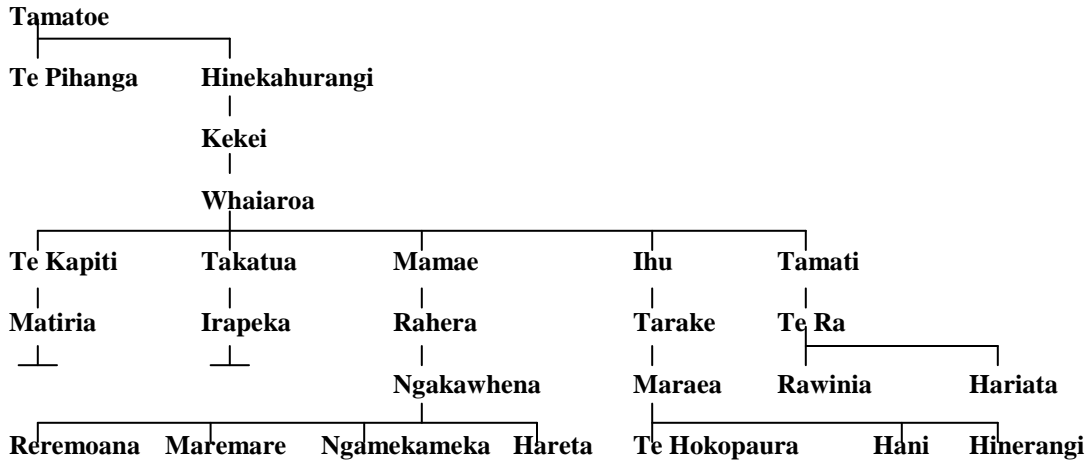 Tamatoe
Te Pihanga Hinekahurangi
Kekei
Whaiaroa
Te Kapiti Takatua Mamae Ihu Tamati
Matiria Irapeka Rahera Tarake Te Ra
Ngakawhena Maraea Rawinia Hariata
Reremoana Maremare Ngamekameka Hareta Te Hokopaura Hani Hinerangi